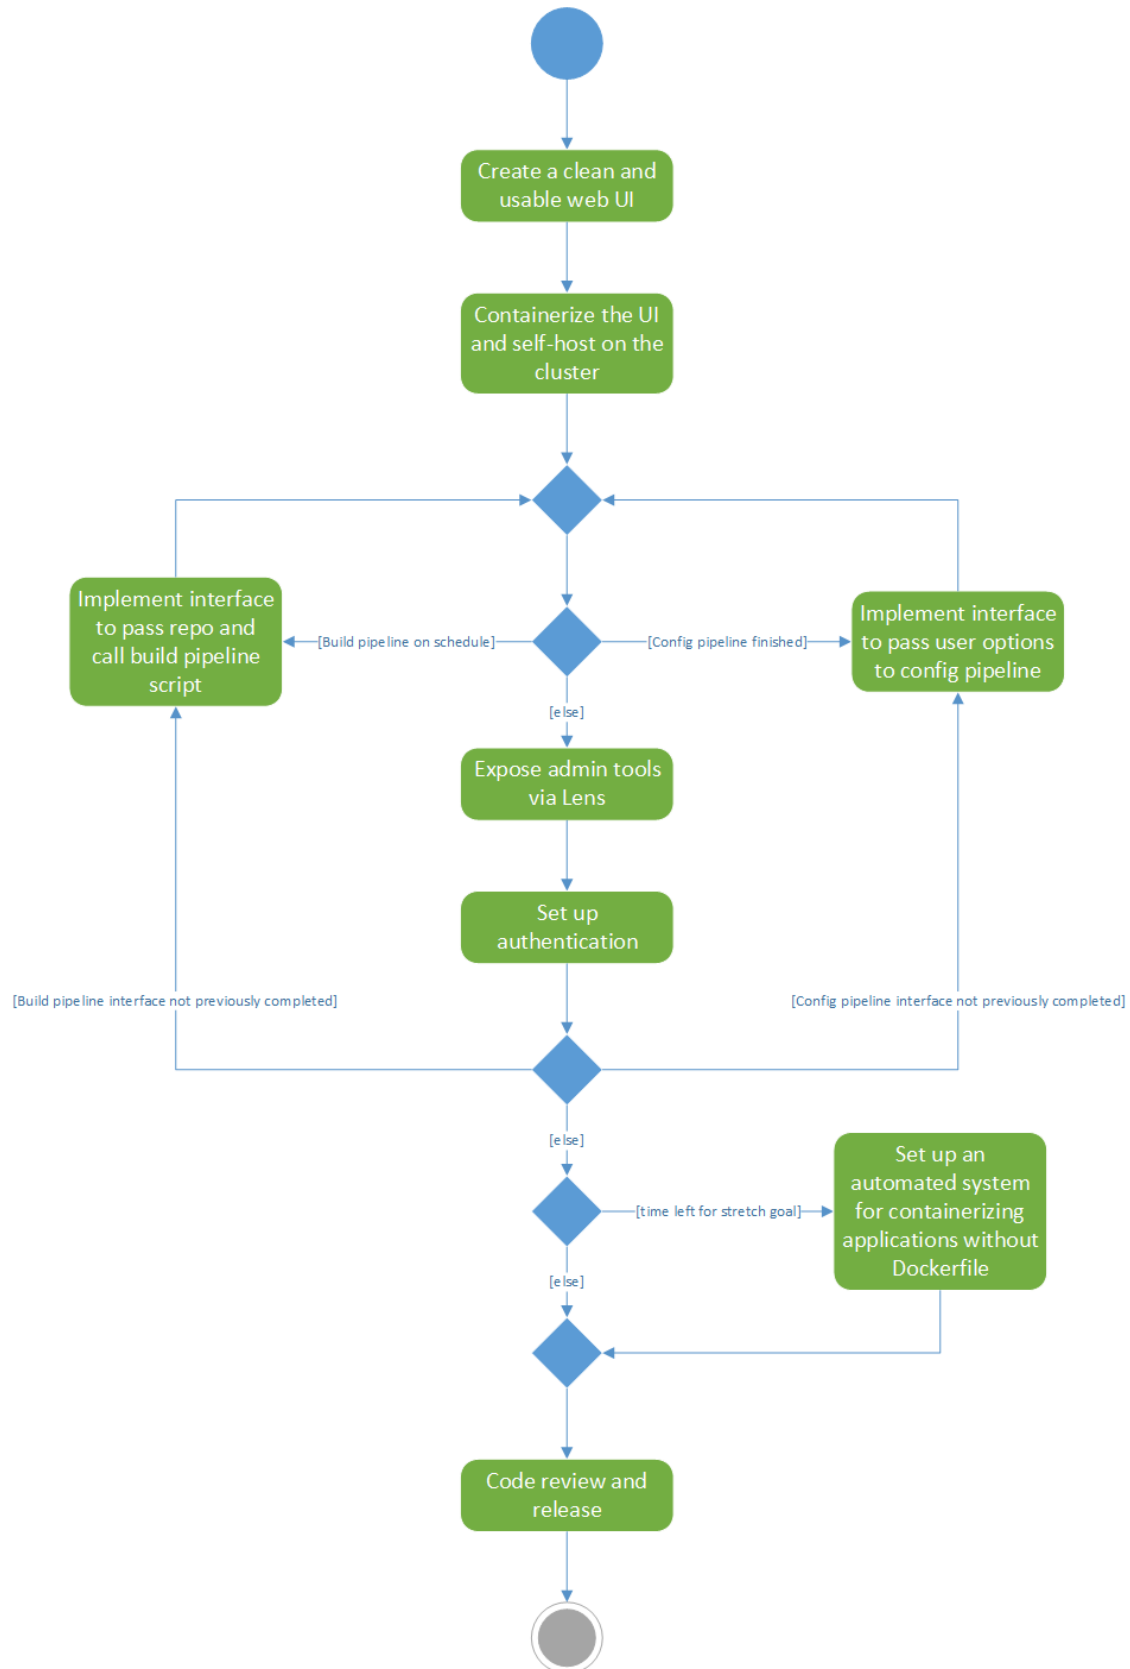 Create a clean and
usable web UI
Containerize the UI
and self-host on the
cluster
Implement interface
to pass repo and
call build pipeline
script
[Build pipeline on schedule]
[Config pipeline finished]
Implement interface
to pass user options
to config pipeline
[else]
Expose admin tools
via Lens
Set up
authentication
[Build pipeline interface not previously completed]
[Config pipeline interface not previously completed]
[else]
[time left for stretch goal]
Set up an
automated system
for containerizing
applications without
Dockerfile
[else]
Code review and
release